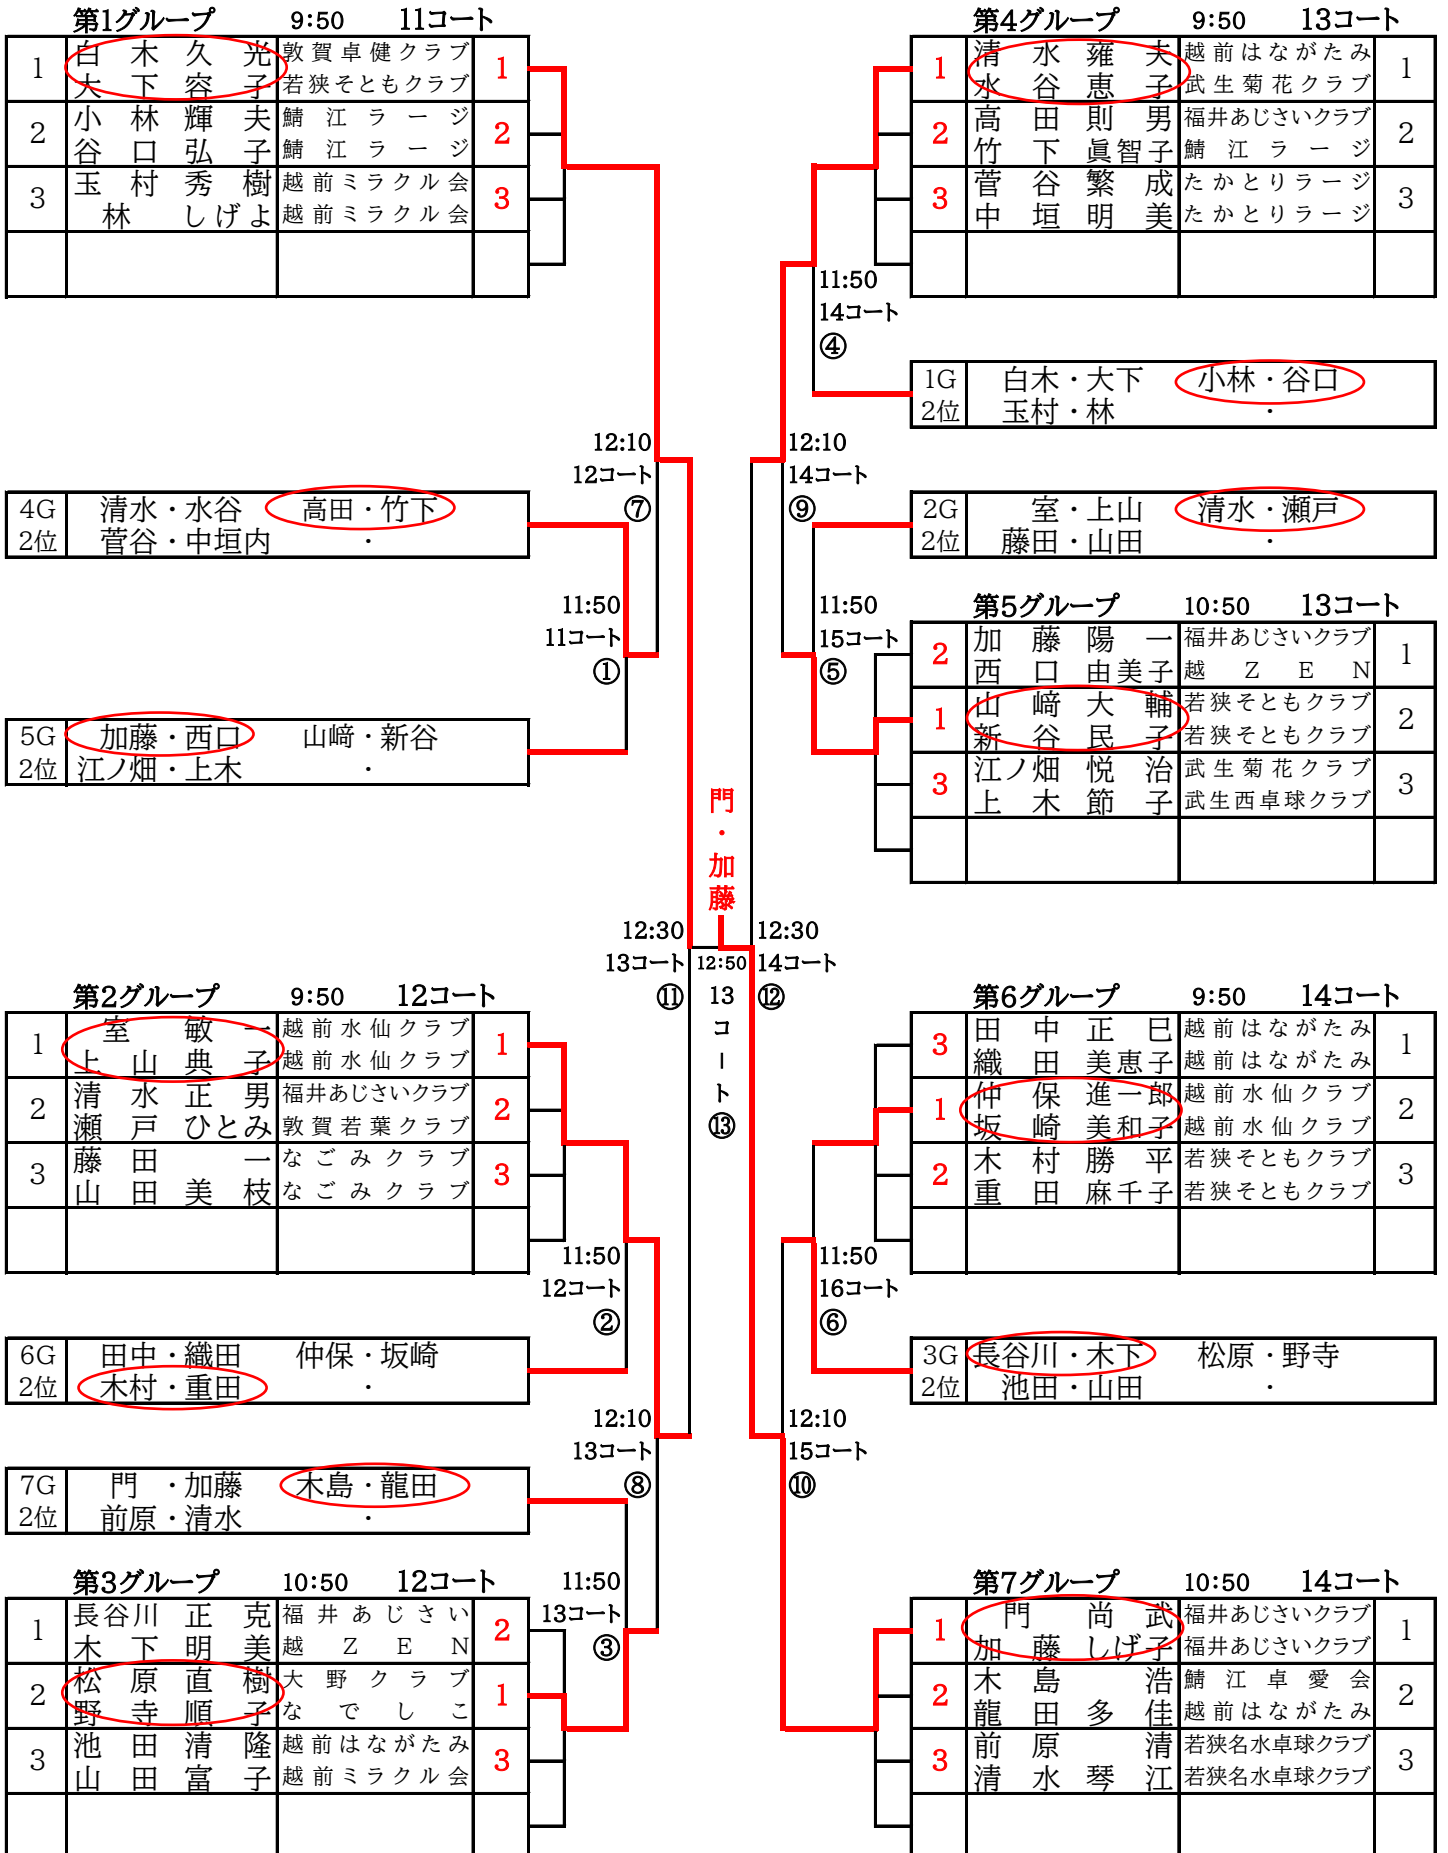 第1グループ 9:50 11コート
1 白木久光 敦賀卓健クラブ 1
大下容子 若狭そともクラブ
2 小林輝夫 鯖江ラージ 2
谷口弘子 鯖江ラージ
3 玉村秀樹 越前ミラクル会 3
林しげよ 越前ミラクル会
12:10
12コート
⑦
4G 清水・水谷 高田・竹下
2位 菅谷・中垣内 ・
11:50
11コート
①
5G 加藤・西口 山﨑・新谷
2位 江ノ畑・上木 ・
門・加藤
12:30
13コート
⑪
12:50
13コート
⑬
12:30
14コート
⑫
第2グループ 9:50 12コート
1 室敏一 越前水仙クラブ 1
上山典子 越前水仙クラブ
2 清水正男 福井あじさいクラブ 2
瀬戸ひとみ 敦賀若葉クラブ
3 藤田一 なごみクラブ 3
山田美枝 なごみクラブ
11:50
12コート
②
6G 田中・織田 仲保・坂崎
2位 木村・重田 ・
12:10
13コート
⑧
7G 門・加藤 木島・龍田
2位 前原・清水 ・
第3グループ 10:50 12コート
11:50
13コート
③
1 長谷川正克 福井あじさい 2
木下明美 越ZEN
2 松原直樹 大野クラブ 1
野寺順子 なでしこ
3 池田清隆 越前はながたみ 3
山田富子 越前ミラクル会
第4グループ 9:50 13コート
1 清水雍夫 越前はながたみ 1
水谷恵子 武生菊花クラブ
2 高田則男 福井あじさいクラブ 2
竹下眞智子 鯖江ラージ
3 菅谷繁成 たかとりラージ 3
中垣明美 たかとりラージ
11:50
14コート
④
1G 白木・大下 小林・谷口
2位 玉村・林 ・
12:10
14コート
⑨
2G 室・上山 清水・瀬戸
2位 藤田・山田 ・
11:50
15コート
⑤
第5グループ 10:50 13コート
2 加藤陽一 福井あじさいクラブ 1
西口由美子 越ZEN
1 山﨑大輔 若狭そともクラブ 2
新谷民子 若狭そともクラブ
3 江ノ畑悦治 武生菊花クラブ 3
上木節子 武生西卓球クラブ
第6グループ 9:50 14コート
3 田中正巳 越前はながたみ 1
織田美恵子 越前はながたみ
1 仲保進一郎 越前水仙クラブ 2
坂崎美和子 越前水仙クラブ
2 木村勝平 若狭そともクラブ 3
重田麻千子 若狭そともクラブ
11:50
16コート
⑥
3G 長谷川・木下 松原・野寺
2位 池田・山田 ・
12:10
15コート
⑩
第7グループ 10:50 14コート
1 門尚武 福井あじさいクラブ 1
加藤しげ子 福井あじさいクラブ
2 木島浩 鯖江卓愛会 2
龍田多佳 越前はながたみ
3 前原清 若狭名水卓球クラブ 3
清水琴江 若狭名水卓球クラブ